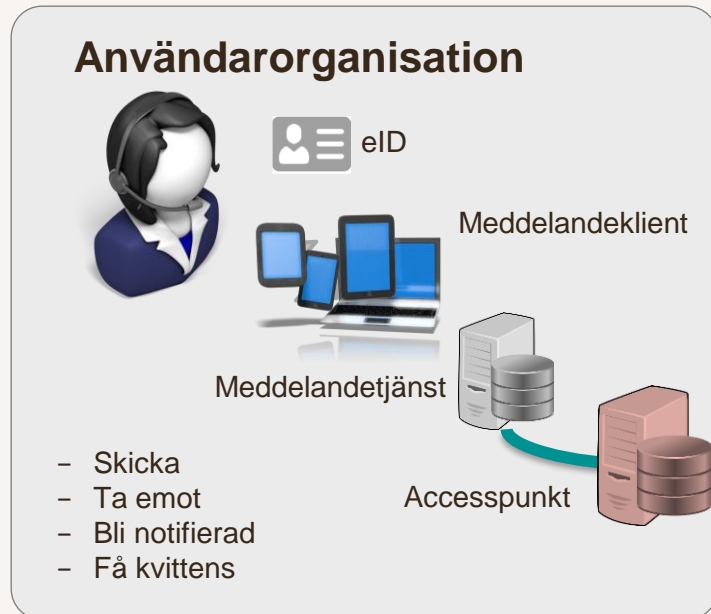 Användarorganisation
eID
Meddelandeklient
Meddelandetjänst
Accesspunkt
- Skicka
- Ta emot
- Bli notifierad
- Få kvittens